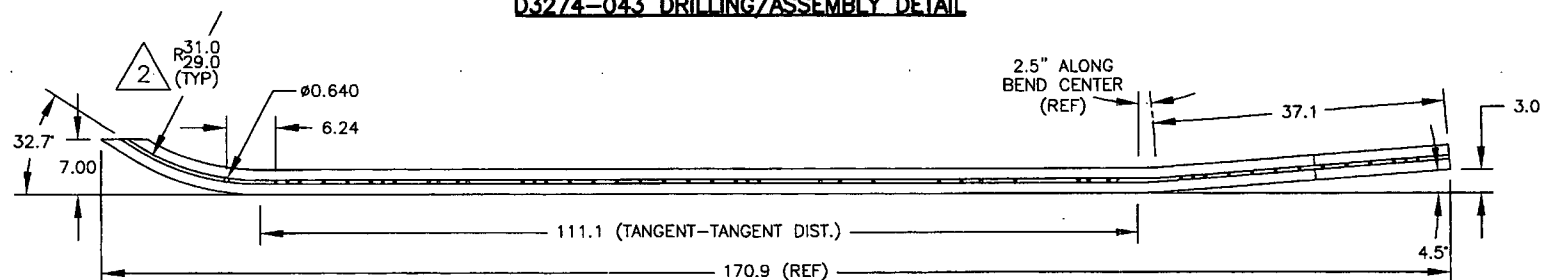 D3274-043 DRILLING/ASSEMBLY DETAIL
2
R31.0
29.0
(TYP)
ø0.640
6.24
2.5" ALONG
BEND CENTER
(REF)
37.1
3.0
32.7°
7.00
111.1 (TANGENT-TANGENT DIST.)
4.5°
170.9 (REF)